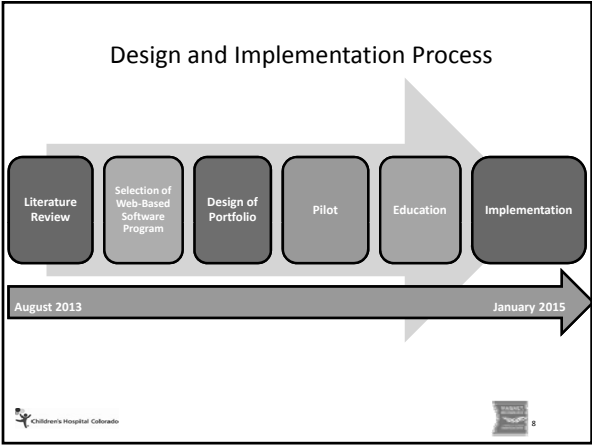 Design and Implementation Process
Literature
Review
Selection of
Web-Based
Software
Program
Design of
Portfolio
Pilot
Education
Implementation
August 2013
January 2015
Children's Hospital Colorado
8